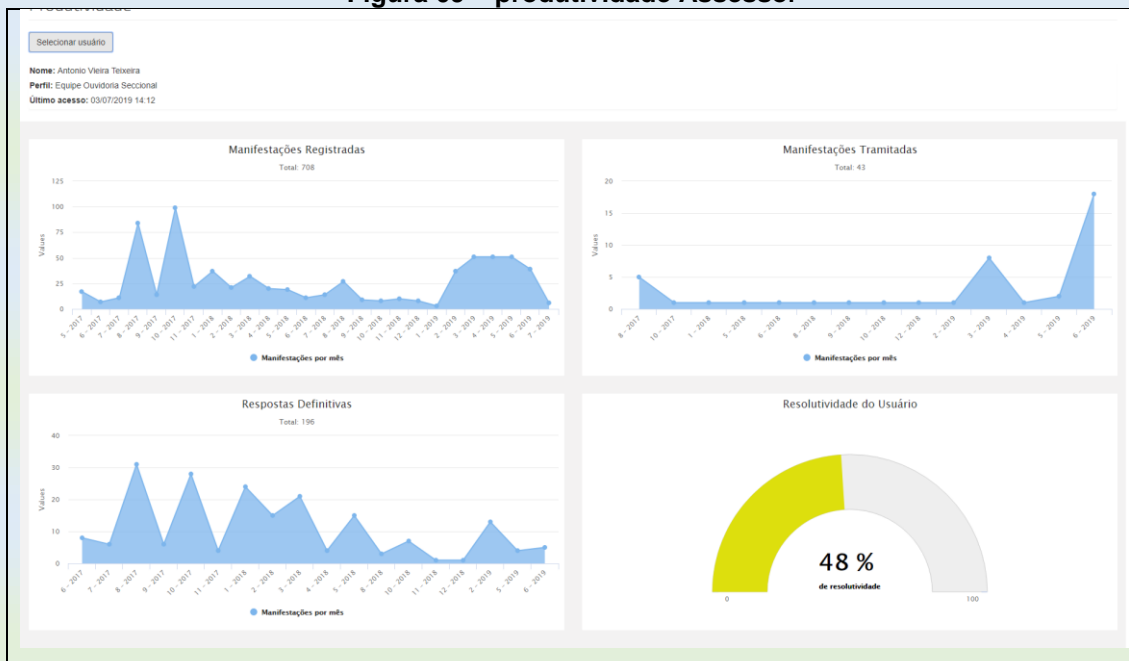 Figura – produtividade Assessor
Produtividade
Selecionar usuário
Nome: Antonio Vieira Teixeira
Perfil: Equipe Ouvidoria Seccional
Último acesso: 03/07/2019 14:12
Manifestações Registradas
Total: 708
125
100
75
50
25
0
Values
5 - 2017
6 - 2017
7 - 2017
8 - 2017
9 - 2017
10 - 2017
11 - 2017
1 - 2018
2 - 2018
3 - 2018
4 - 2018
5 - 2018
6 - 2018
7 - 2018
8 - 2018
9 - 2018
10 - 2018
11 - 2018
12 - 2018
1 - 2019
2 - 2019
3 - 2019
4 - 2019
5 - 2019
6 - 2019
7 - 2019
Manifestações por mês
Manifestações Tramitadas
Total: 43
20
15
10
5
0
Values
8 - 2017
10 - 2017
1 - 2018
5 - 2018
6 - 2018
8 - 2018
10 - 2018
12 - 2018
2 - 2019
3 - 2019
4 - 2019
5 - 2019
6 - 2019
Manifestações por mês
Respostas Definitivas
Total: 196
40
30
20
10
0
Values
6 - 2017
7 - 2017
8 - 2017
9 - 2017
10 - 2017
11 - 2017
1 - 2018
2 - 2018
3 - 2018
4 - 2018
5 - 2018
8 - 2018
10 - 2018
11 - 2018
12 - 2018
2 - 2019
5 - 2019
6 - 2019
Manifestações por mês
Resolutividade do Usuário
48 %
de resolutividade
0
100